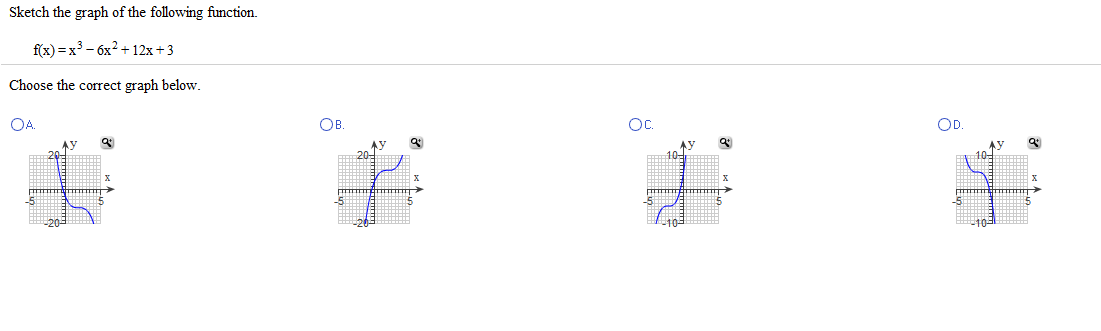 Sketch the graph of the following function.
f(x) = x³ − 6x² + 12x + 3
Choose the correct graph below.
A.
y
20
x
-5
5
-20
B.
y
20
x
-5
5
-20
C.
y
10
x
-5
5
-10
D.
y
10
x
-5
5
-10